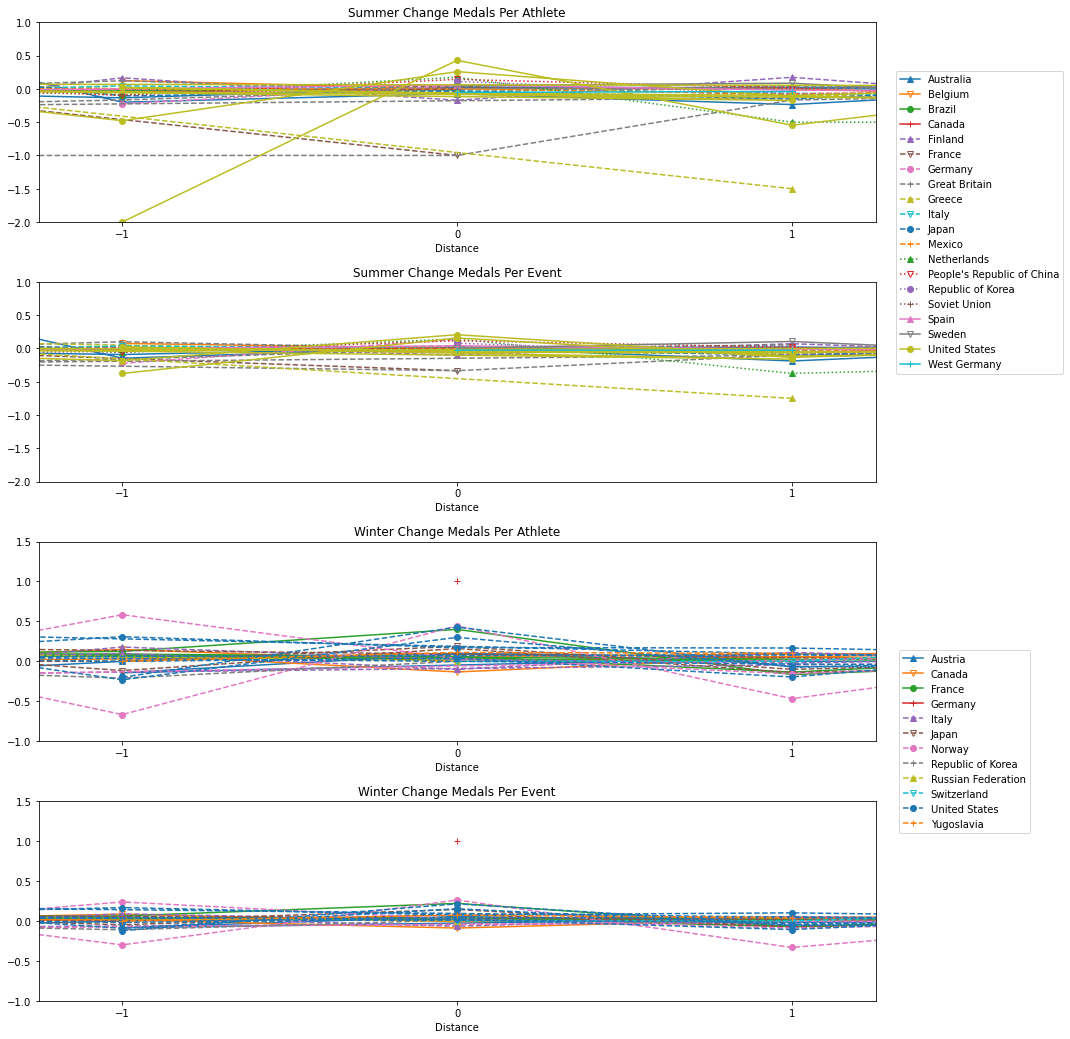 Summer Change Medals Per Athlete
1.0
0.5
0.0
−0.5
−1.0
−1.5
−2.0
−1
0
1
Distance
Australia
Belgium
Brazil
Canada
Finland
France
Germany
Great Britain
Greece
Italy
Japan
Mexico
Netherlands
People's Republic of China
Republic of Korea
Soviet Union
Spain
Sweden
United States
West Germany
Summer Change Medals Per Event
1.0
0.5
0.0
−0.5
−1.0
−1.5
−2.0
−1
0
1
Distance
Winter Change Medals Per Athlete
1.5
1.0
0.5
0.0
−0.5
−1.0
−1
0
1
Distance
Austria
Canada
France
Germany
Italy
Japan
Norway
Republic of Korea
Russian Federation
Switzerland
United States
Yugoslavia
Winter Change Medals Per Event
1.5
1.0
0.5
0.0
−0.5
−1.0
−1
0
1
Distance